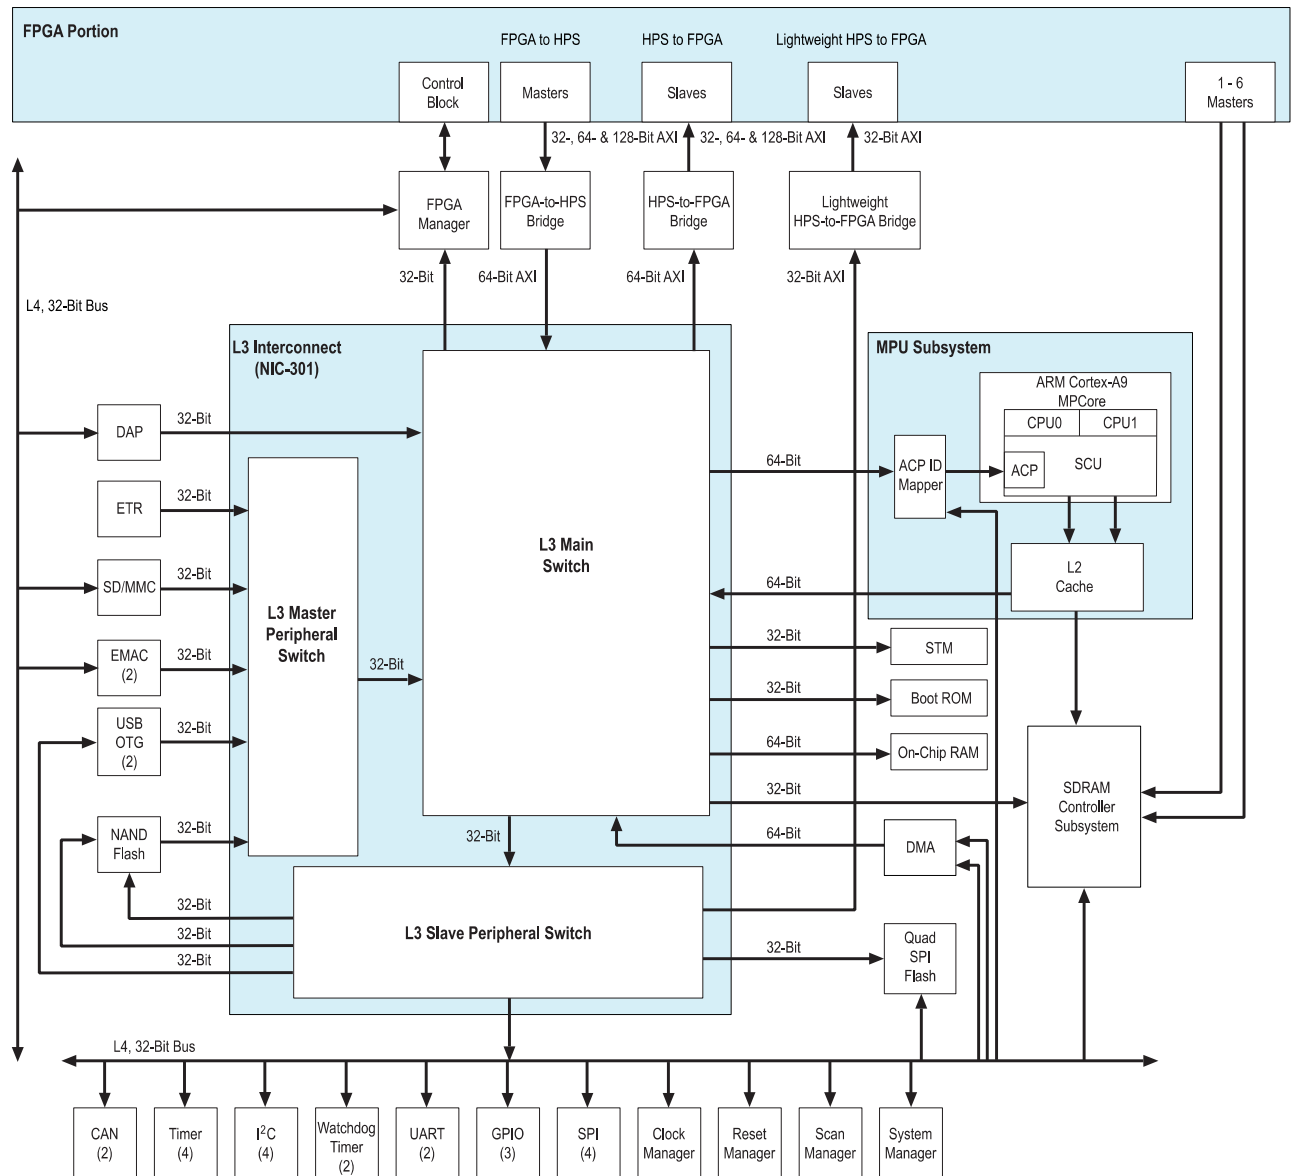 FPGA Portion
FPGA to HPS
HPS to FPGA
Lightweight HPS to FPGA
Control
Block
Masters
Slaves
Slaves
1 - 6
Masters
32-, 64- & 128-Bit AXI
32-, 64- & 128-Bit AXI
32-Bit AXI
FPGA
Manager
FPGA-to-HPS
Bridge
HPS-to-FPGA
Bridge
Lightweight
HPS-to-FPGA Bridge
32-Bit
64-Bit AXI
64-Bit AXI
32-Bit AXI
L4, 32-Bit Bus
L3 Interconnect
(NIC-301)
MPU Subsystem
ARM Cortex-A9
MPCore
CPU0
CPU1
ACP
SCU
ACP ID
Mapper
64-Bit
L2
Cache
64-Bit
DAP
32-Bit
ETR
32-Bit
SD/MMC
32-Bit
EMAC
(2)
32-Bit
USB
OTG
(2)
32-Bit
NAND
Flash
32-Bit
L3 Master
Peripheral
Switch
32-Bit
L3 Main
Switch
32-Bit
STM
32-Bit
Boot ROM
64-Bit
On-Chip RAM
32-Bit
SDRAM
Controller
Subsystem
64-Bit
DMA
32-Bit
32-Bit
32-Bit
32-Bit
L3 Slave Peripheral Switch
32-Bit
Quad
SPI
Flash
L4, 32-Bit Bus
CAN
(2)
Timer
(4)
I²C
(4)
Watchdog
Timer
(2)
UART
(2)
GPIO
(3)
SPI
(4)
Clock
Manager
Reset
Manager
Scan
Manager
System
Manager